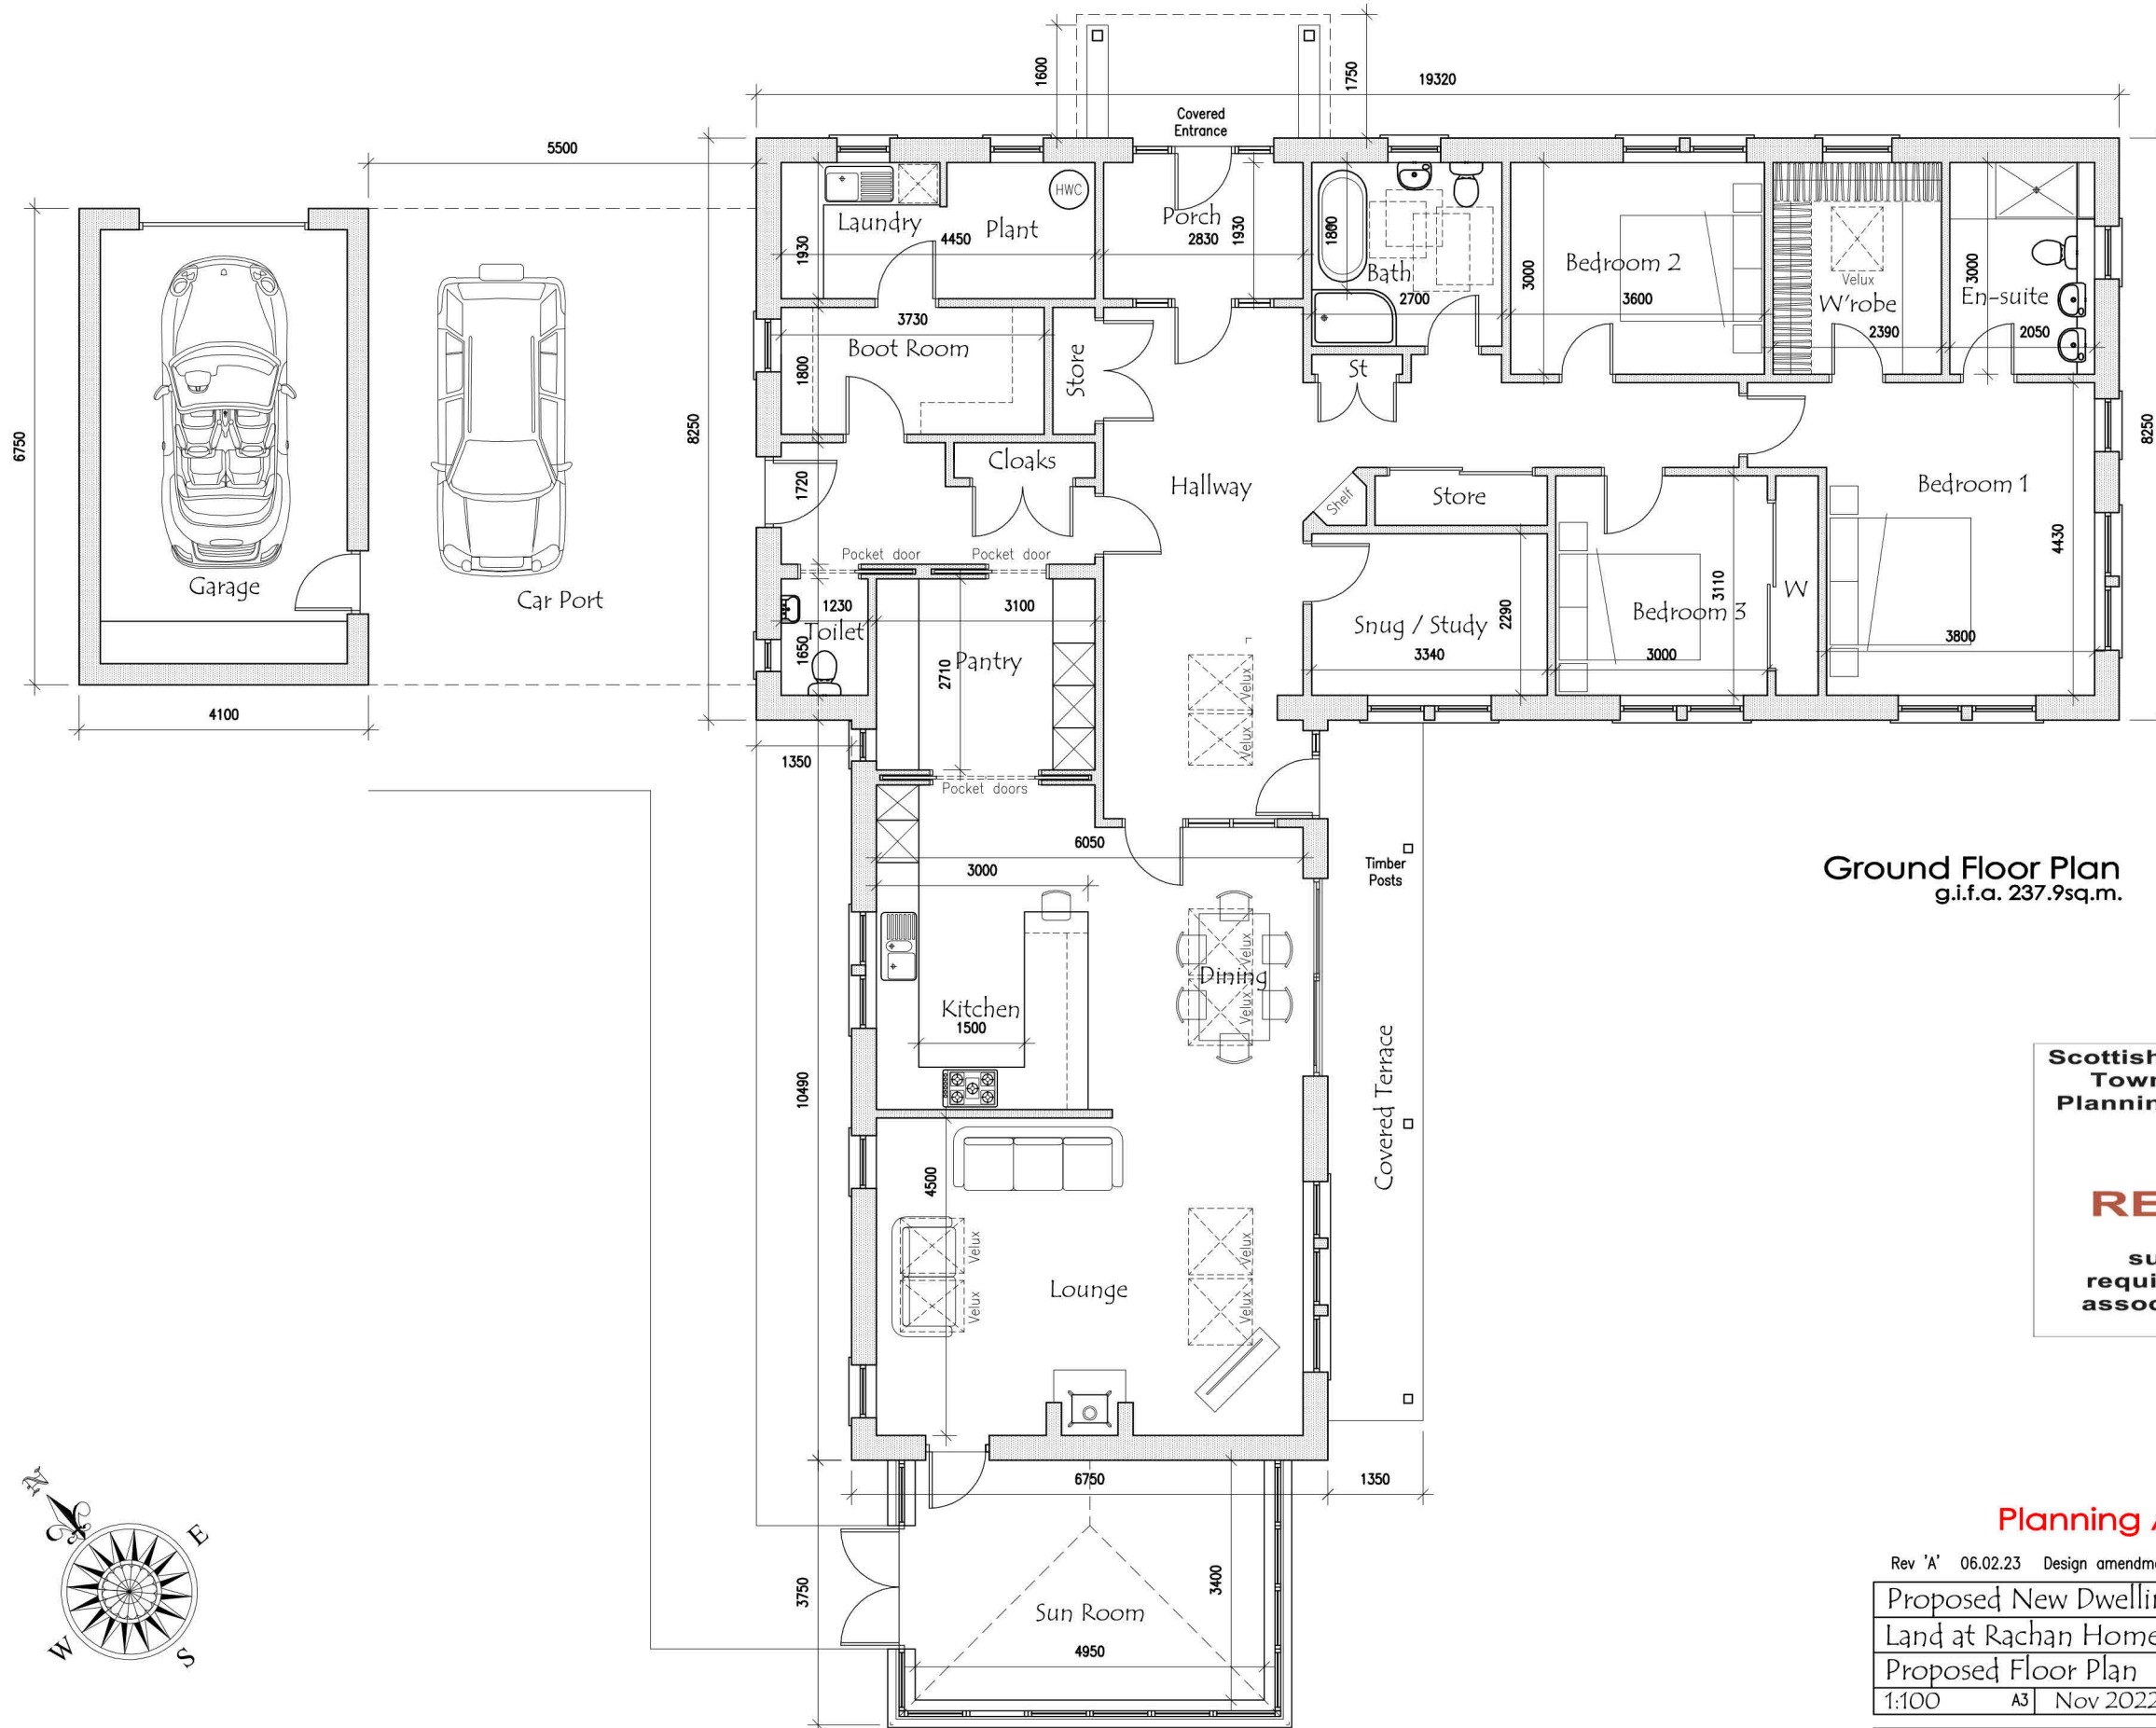 1600
1750
19320
Covered
Entrance
5500
HWC
Laundry
Plant
Porch
4450
2830
1930
1930
1800
Bath
2700
Bedroom 2
3000
3600
Velux
W'robe
2390
3000
En-suite
2050
3730
Boot Room
1800
Store
St
8250
8250
6750
1720
Cloaks
Hallway
Shelf
Store
Bedroom 1
4430
Pocket door
Pocket door
Garage
Car Port
1230
Toilet
1650
3100
Pantry
2710
Snug / Study
2290
3340
3110
Bedroom 3
3000
W
3800
Velux
Velux
4100
1350
Pocket doors
6050
3000
Timber
Posts
Ground Floor Plan
g.i.f.a. 237.9sq.m.
Velux
Dining
Velux
Kitchen
1500
10490
Covered Terrace
Scottish
Town
Plannin
RE
su
requi
assoc
4500
Velux
Velux
Velux
Velux
Lounge
6750
1350
3750
3400
Sun Room
4950
N
E
W
S
Planning A
Rev 'A' 06.02.23 Design amendme
Proposed New Dwellin
Land at Rachan Home
Proposed Floor Plan
1:100 A3 Nov 2022